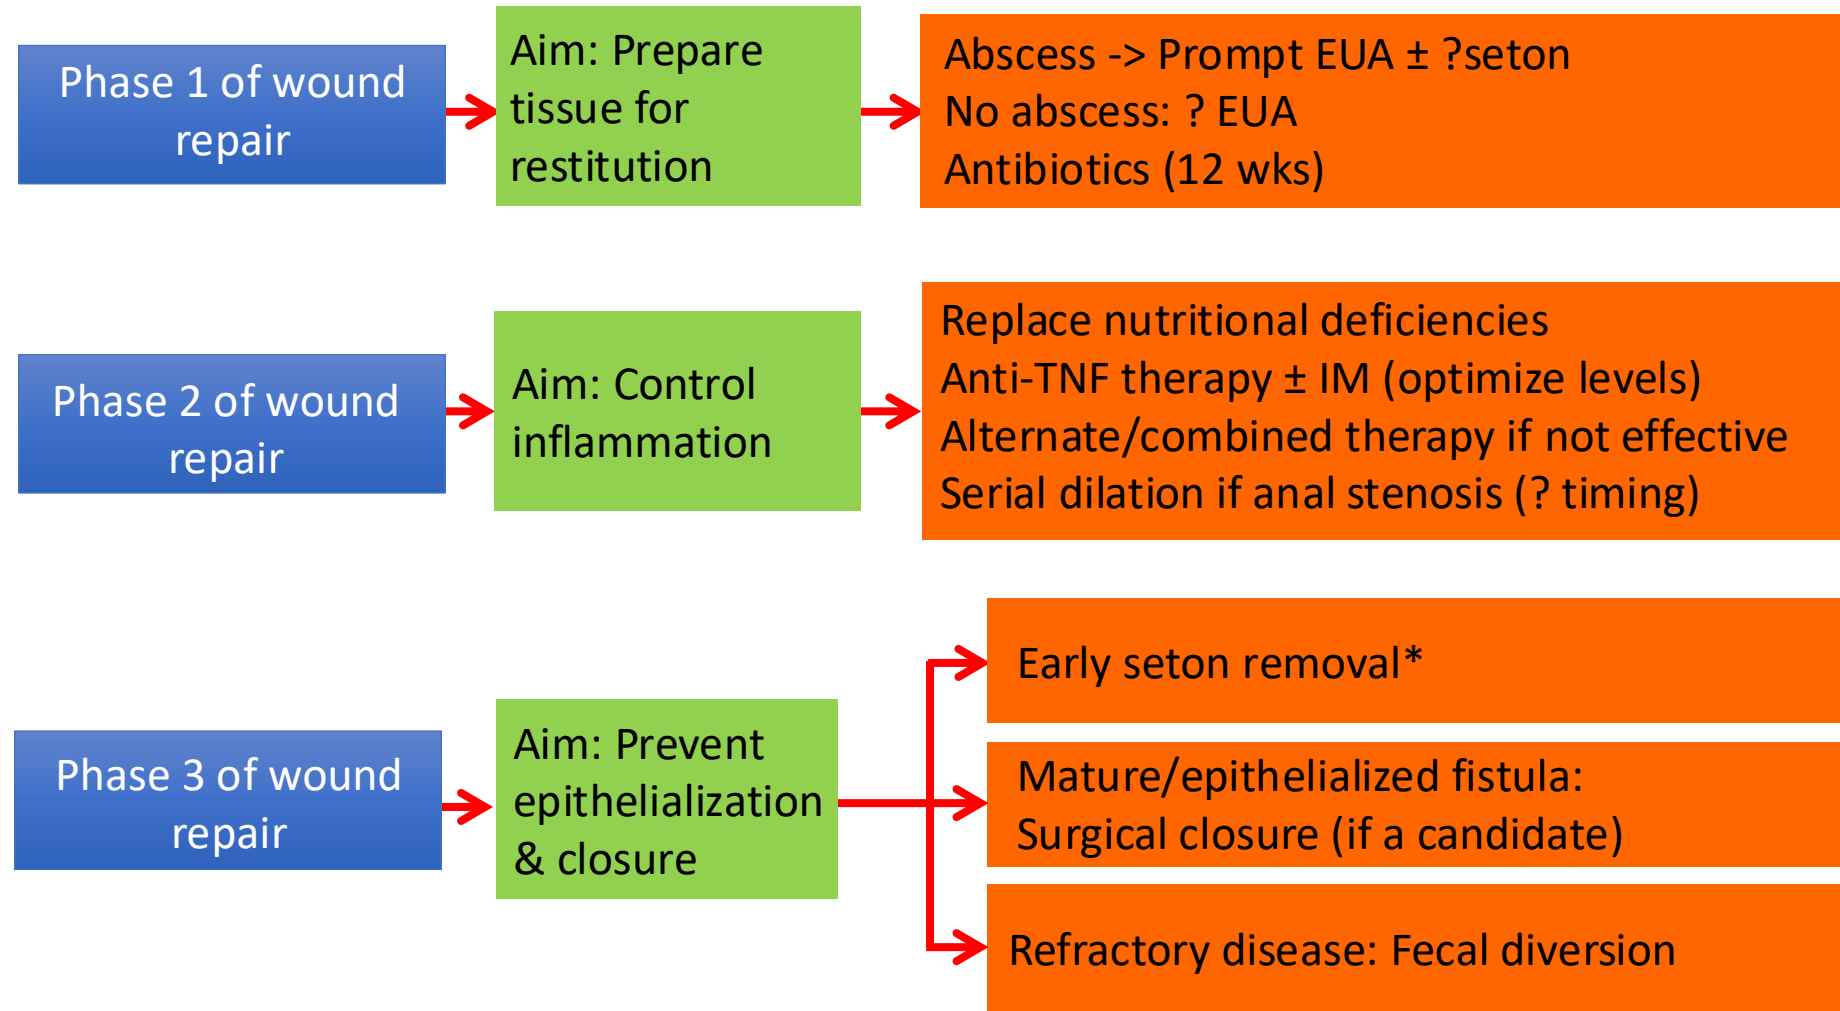 Phase 1 of wound
repair
Aim: Prepare
tissue for
restitution
Abscess -> Prompt EUA ± ?seton
No abscess: ? EUA
Antibiotics (12 wks)
Phase 2 of wound
repair
Aim: Control
inflammation
Replace nutritional deficiencies
Anti-TNF therapy ± IM (optimize levels)
Alternate/combined therapy if not effective
Serial dilation if anal stenosis (? timing)
Phase 3 of wound
repair
Aim: Prevent
epithelialization
& closure
Early seton removal*
Mature/epithelialized fistula:
Surgical closure (if a candidate)
Refractory disease: Fecal diversion